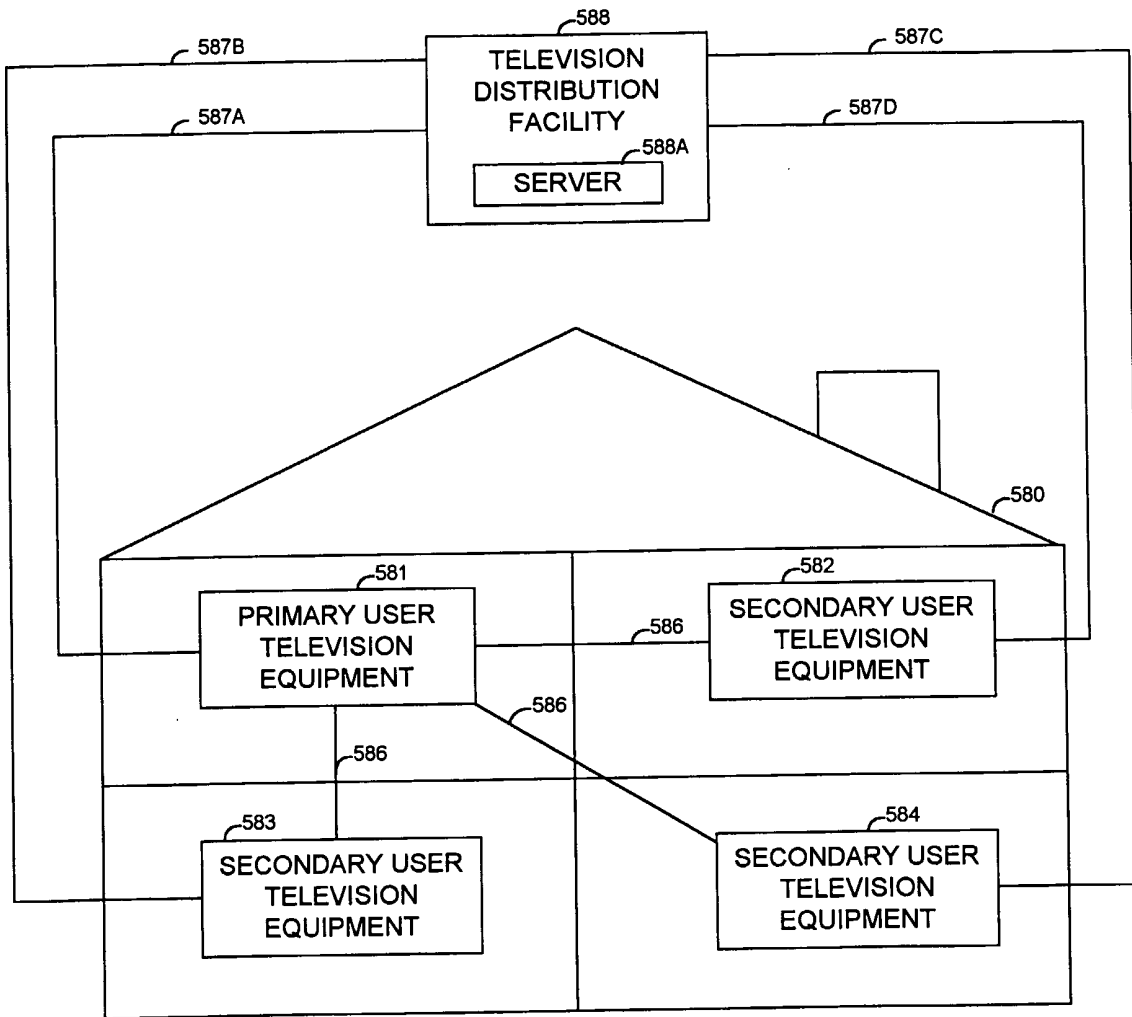 588
587B
587C
TELEVISION
DISTRIBUTION
FACILITY
587A
587D
588A
SERVER
580
581
582
PRIMARY USER
TELEVISION
EQUIPMENT
SECONDARY USER
TELEVISION
EQUIPMENT
586
586
586
583
584
SECONDARY USER
TELEVISION
EQUIPMENT
SECONDARY USER
TELEVISION
EQUIPMENT